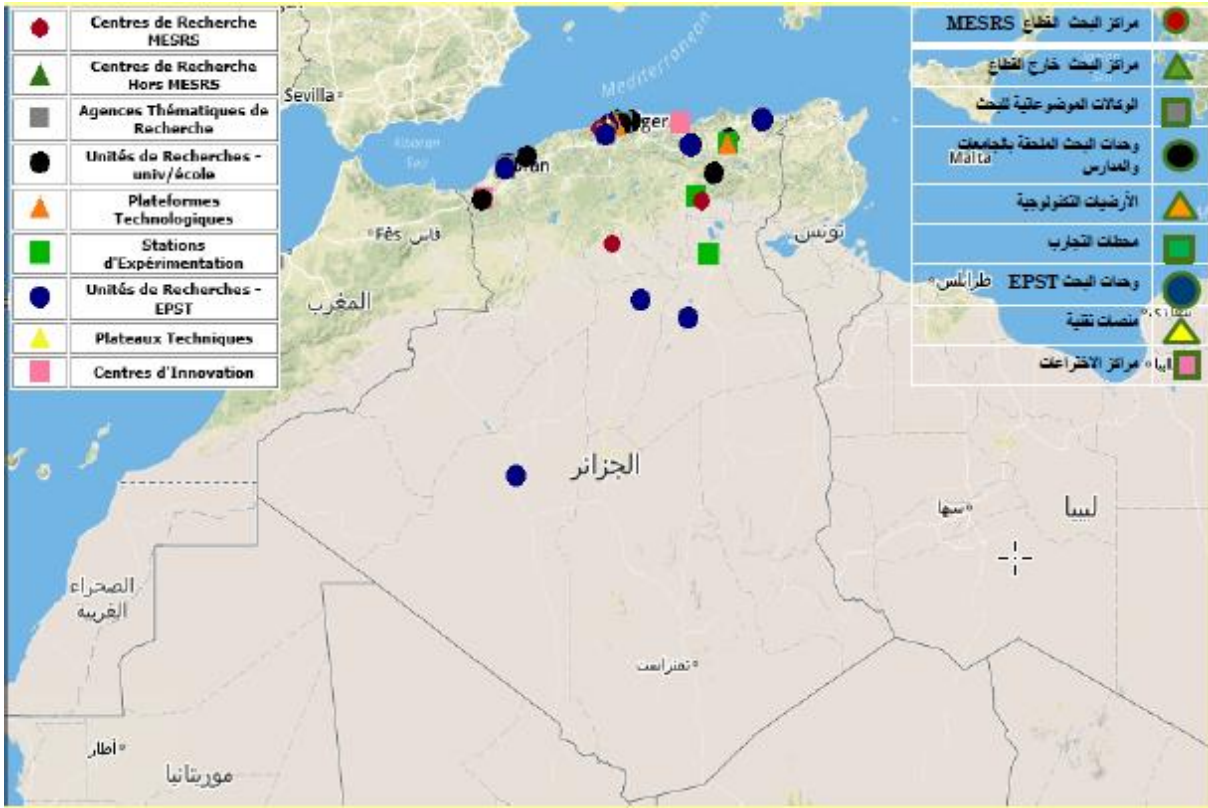 Centres de Recherche
MESRS
Centres de Recherche
Hors MESRS
Agences Thématiques de
Recherche
Unités de Recherches -
univ/école
Plateformes
Technologiques
Stations
d'Expérimentation
Unités de Recherches -
EPST
Plateaux Techniques
Centres d'Innovation
مراكز البحث القطاع MESRS
مراكز البحث خارج القطاع
الوكالات الموضوعاتية للبحث
وحدات البحث الملحقة بالجامعات
والمدارس
الأرضيات التكنولوجية
محطات التجارب
وحدات البحث EPST
منصات تقنية
مراكز الاختراعات
Sevilla
Mediterranean
Malta
Fès فاس
المغرب
تونس
طرابلس
الجزائر
سبها
ليبيا
الصحراء
الغربية
تمنراست
أطار
موريتانيا